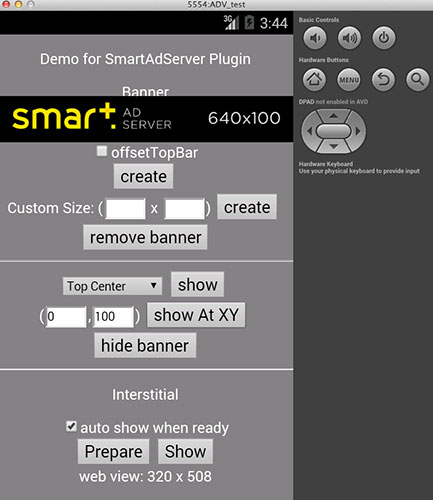 5554:ADV_test
3G 3:44
Basic Controls
Hardware Buttons
MENU
DPAD not enabled in AVD
Hardware Keyboard
Use your physical keyboard to provide input
Demo for SmartAdServer Plugin
Banner
smart AD SERVER 640x100
offsetTopBar
create
Custom Size: ( x ) create
remove banner
Top Center show
(0 ,100 ) show At XY
hide banner
Interstitial
auto show when ready
Prepare Show
web view: 320 x 508